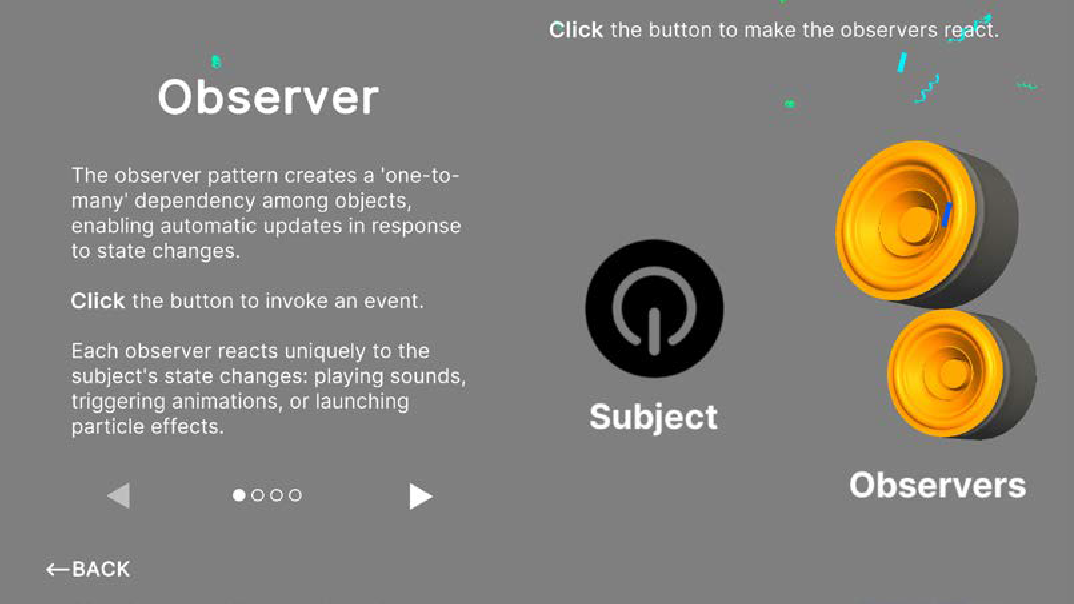 Click the button to make the observers react.
Observer
The observer pattern creates a 'one-to-
many' dependency among objects,
enabling automatic updates in response
to state changes.
Click the button to invoke an event.
Each observer reacts uniquely to the
subject's state changes: playing sounds,
triggering animations, or launching
particle effects.
Subject
Observers
BACK